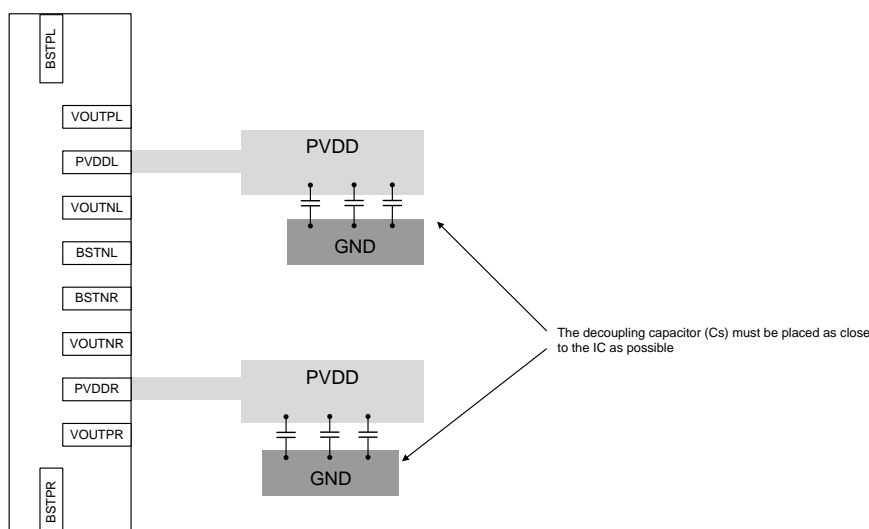 BSTPL
VOUTPL
PVDDL
VOUTNL
BSTNL
BSTNR
VOUTNR
PVDDR
VOUTPR
BSTPR
PVDD
GND
PVDD
GND
The decoupling capacitor (Cs) must be placed as close
to the IC as possible